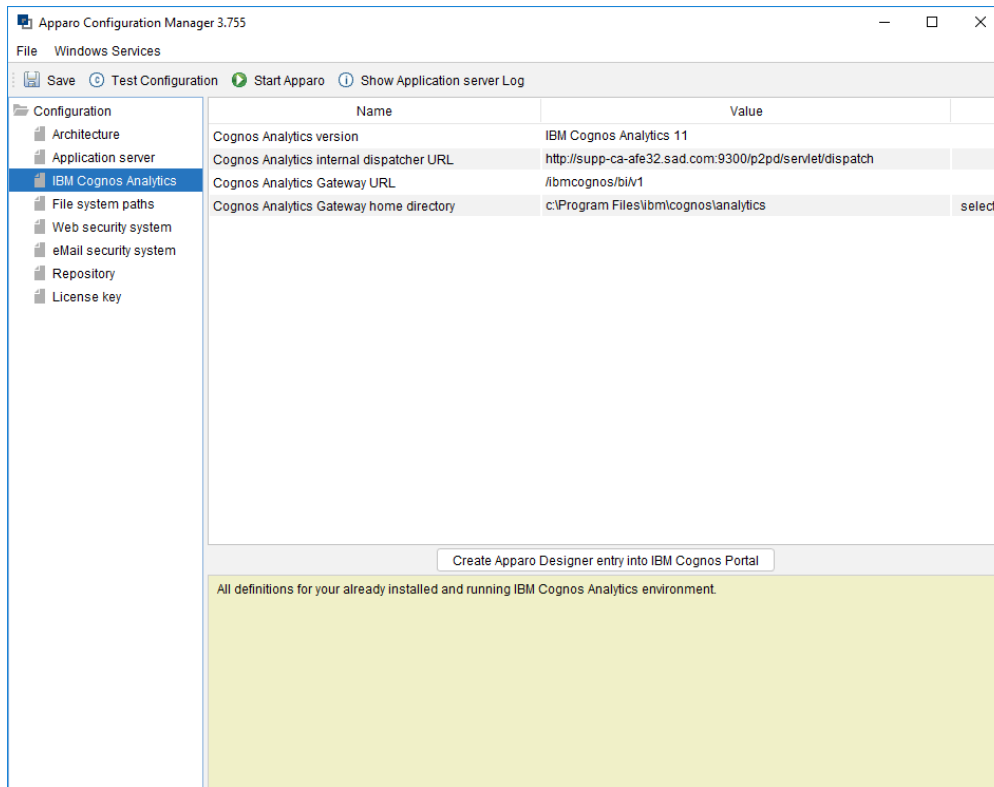 Apparo Configuration Manager 3.755
File Windows Services
Save Test Configuration Start Apparo Show Application server Log
Configuration
Architecture
Application server
IBM Cognos Analytics
File system paths
Web security system
eMail security system
Repository
License key
Name Value
Cognos Analytics version IBM Cognos Analytics 11
Cognos Analytics internal dispatcher URL http://supp-ca-afe32.sad.com:9300/p2pd/servlet/dispatch
Cognos Analytics Gateway URL /ibmcognos/bi/v1
Cognos Analytics Gateway home directory c:\Program Files\ibm\cognos\analytics select
Create Apparo Designer entry into IBM Cognos Portal
All definitions for your already installed and running IBM Cognos Analytics environment.